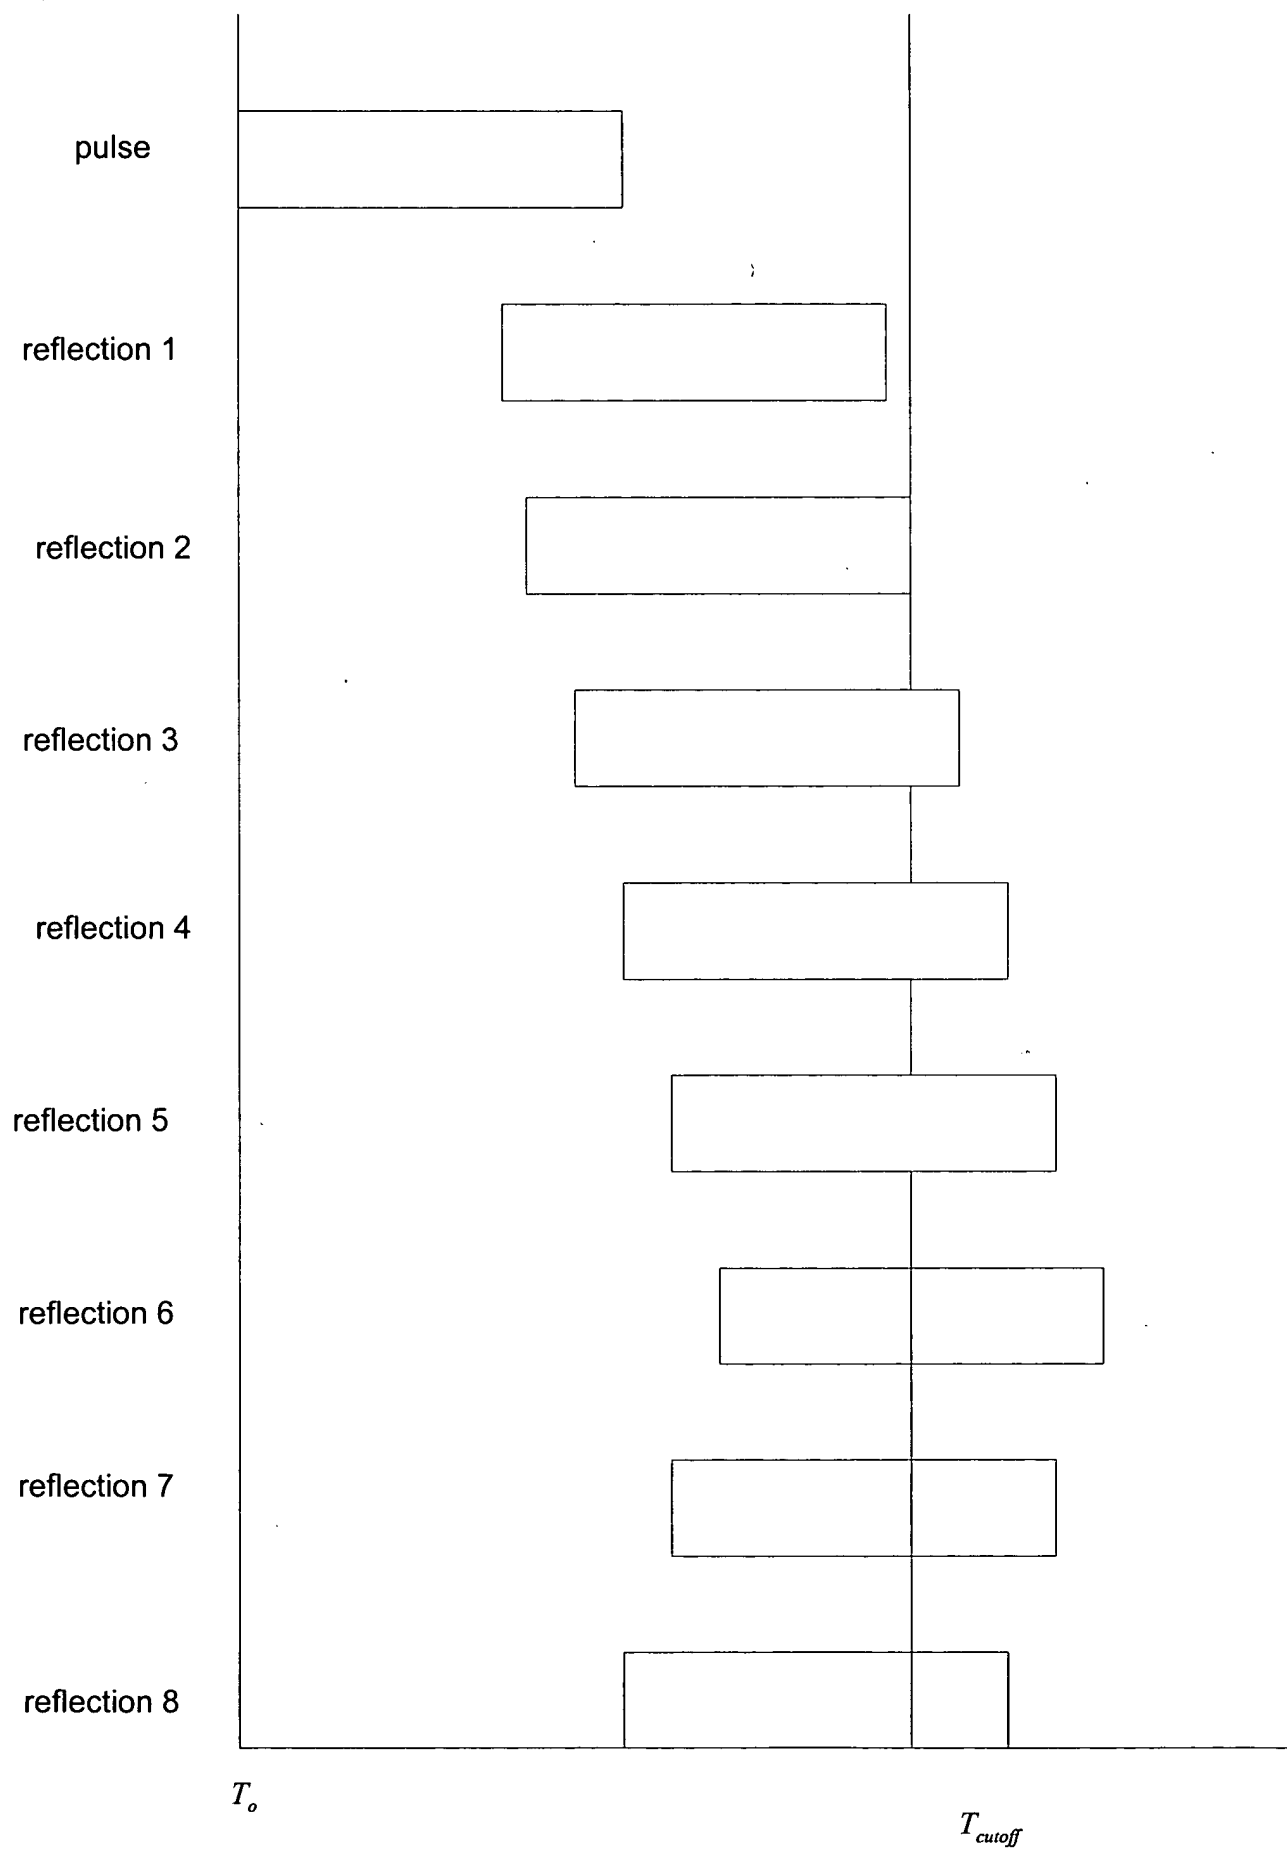 pulse
reflection 1
reflection 2
reflection 3
reflection 4
reflection 5
reflection 6
reflection 7
reflection 8
T_o
T_cutoff